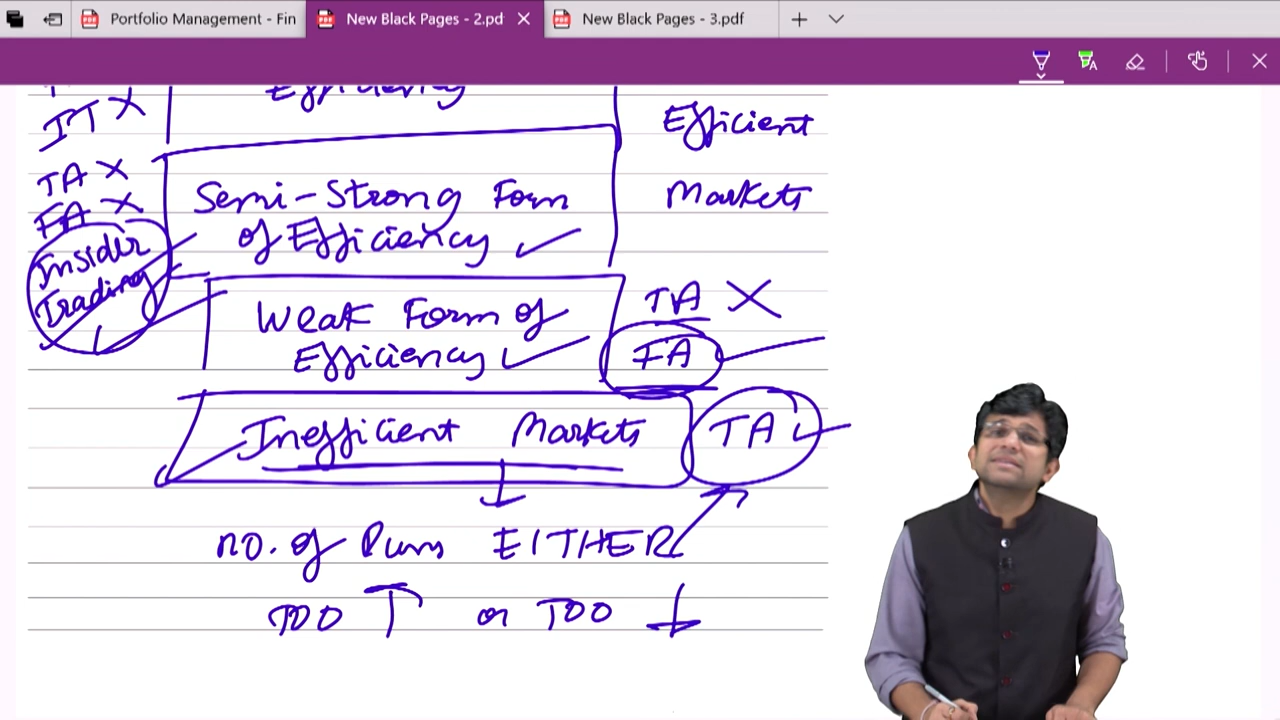 Portfolio Management - Fin
New Black Pages - 2.pd
New Black Pages - 3.pdf
Efficiency
IT X
Efficient
Markets
TA X
FA X
Insider
Trading
Semi-Strong Form
of Efficiency ✓
Weak Form of
Efficiency ✓
TA X
FA
Inefficient Markets
TA
NO. of Runs EITHER
TOO ↑ or TOO ↓